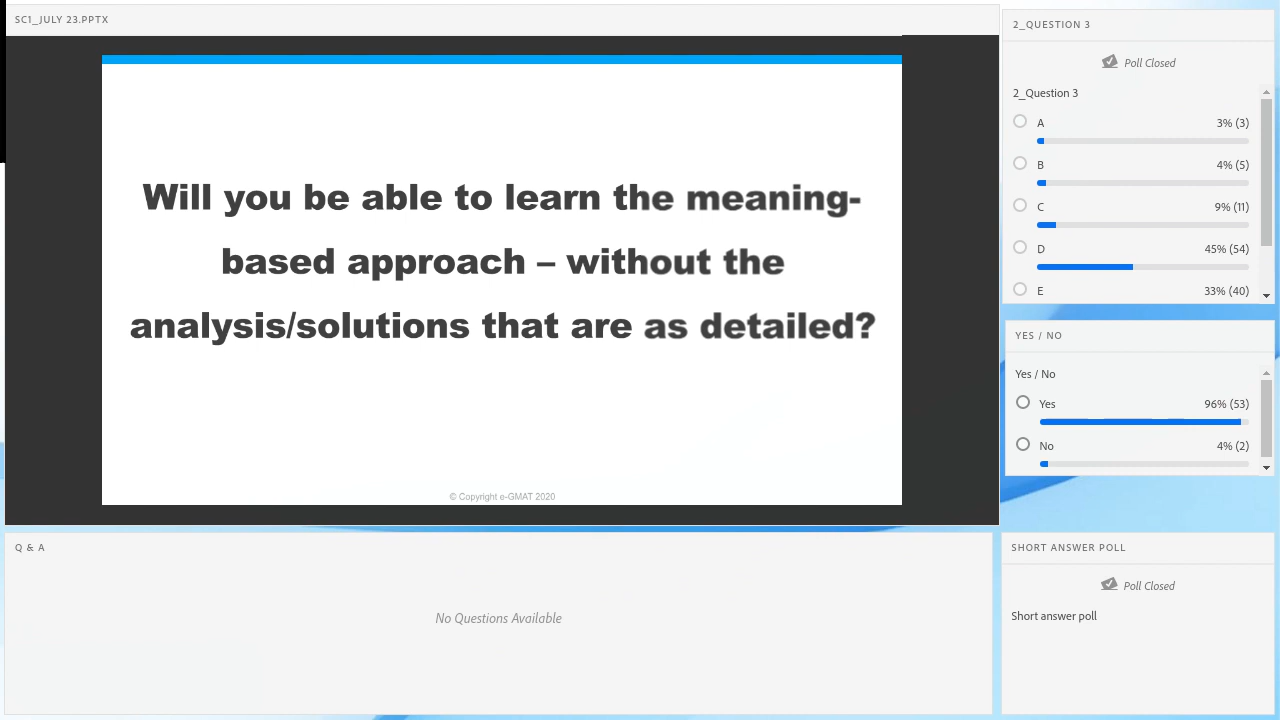 SC1_JULY 23.PPTX
Will you be able to learn the meaning-
based approach – without the
analysis/solutions that are as detailed?
© Copyright e-GMAT 2020
2_QUESTION 3
Poll Closed
2_Question 3
A 3% (3)
B 4% (5)
C 9% (11)
D 45% (54)
E 33% (40)
YES / NO
Yes / No
Yes 96% (53)
No 4% (2)
Q & A
No Questions Available
SHORT ANSWER POLL
Poll Closed
Short answer poll